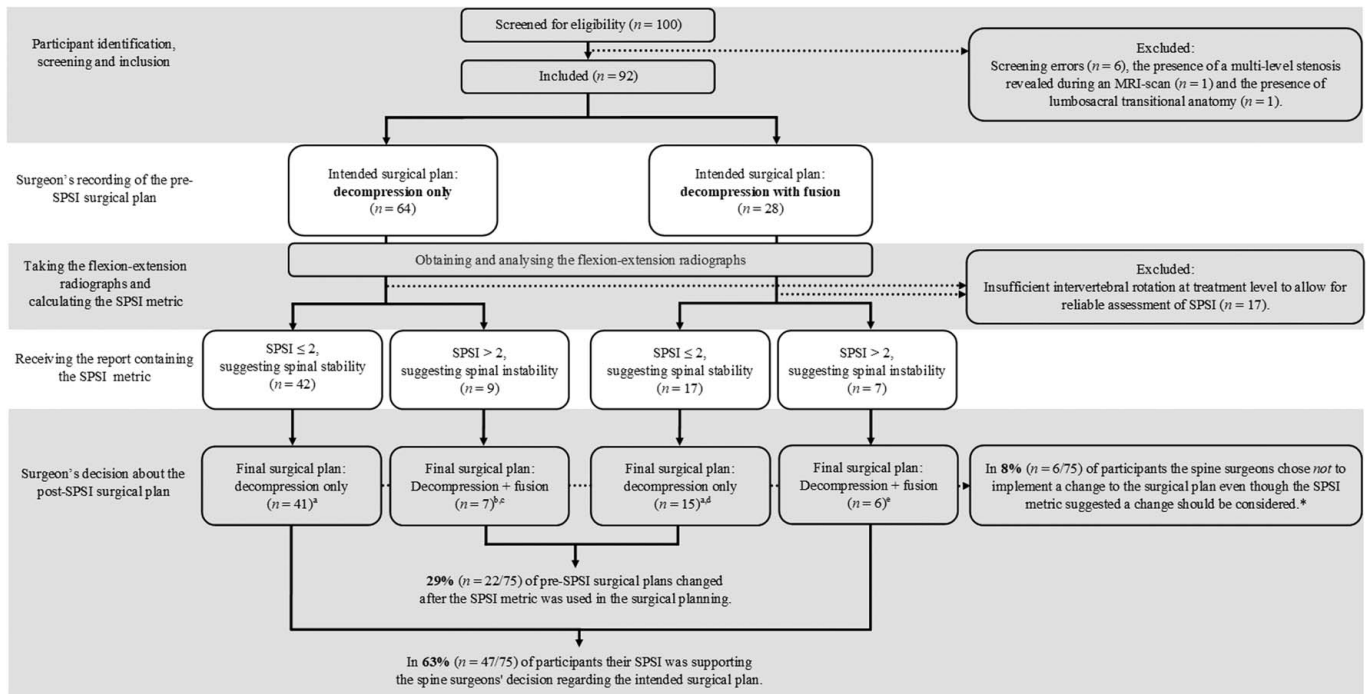 Screened for eligibility (n = 100)
Participant identification,
screening and inclusion
Included (n = 92)
Excluded:
Screening errors (n = 6), the presence of a multi-level stenosis
revealed during an MRI-scan (n = 1) and the presence of
lumbosacral transitional anatomy (n = 1).
Surgeon's recording of the pre-
SPSI surgical plan
Intended surgical plan:
decompression only
(n = 64)
Intended surgical plan:
decompression with fusion
(n = 28)
Taking the flexion-extension
radiographs and
calculating the SPSI metric
Obtaining and analysing the flexion-extension radiographs
Excluded:
Insufficient intervertebral rotation at treatment level to allow for
reliable assessment of SPSI (n = 17).
Receiving the report containing
the SPSI metric
SPSI ≤ 2,
suggesting spinal stability
(n = 42)
SPSI > 2,
suggesting spinal instability
(n = 9)
SPSI ≤ 2,
suggesting spinal stability
(n = 17)
SPSI > 2,
suggesting spinal instability
(n = 7)
Surgeon's decision about the
post-SPSI surgical plan
Final surgical plan:
decompression only
(n = 41)ᵃ
Final surgical plan:
Decompression + fusion
(n = 7)ᵇ,ᶜ
Final surgical plan:
decompression only
(n = 15)ᵃ,ᵈ
Final surgical plan:
Decompression + fusion
(n = 6)ᵉ
In 8% (n = 6/75) of participants the spine surgeons chose not to
implement a change to the surgical plan even though the SPSI
metric suggested a change should be considered.*
29% (n = 22/75) of pre-SPSI surgical plans changed
after the SPSI metric was used in the surgical planning.
In 63% (n = 47/75) of participants their SPSI was supporting
the spine surgeons' decision regarding the intended surgical plan.